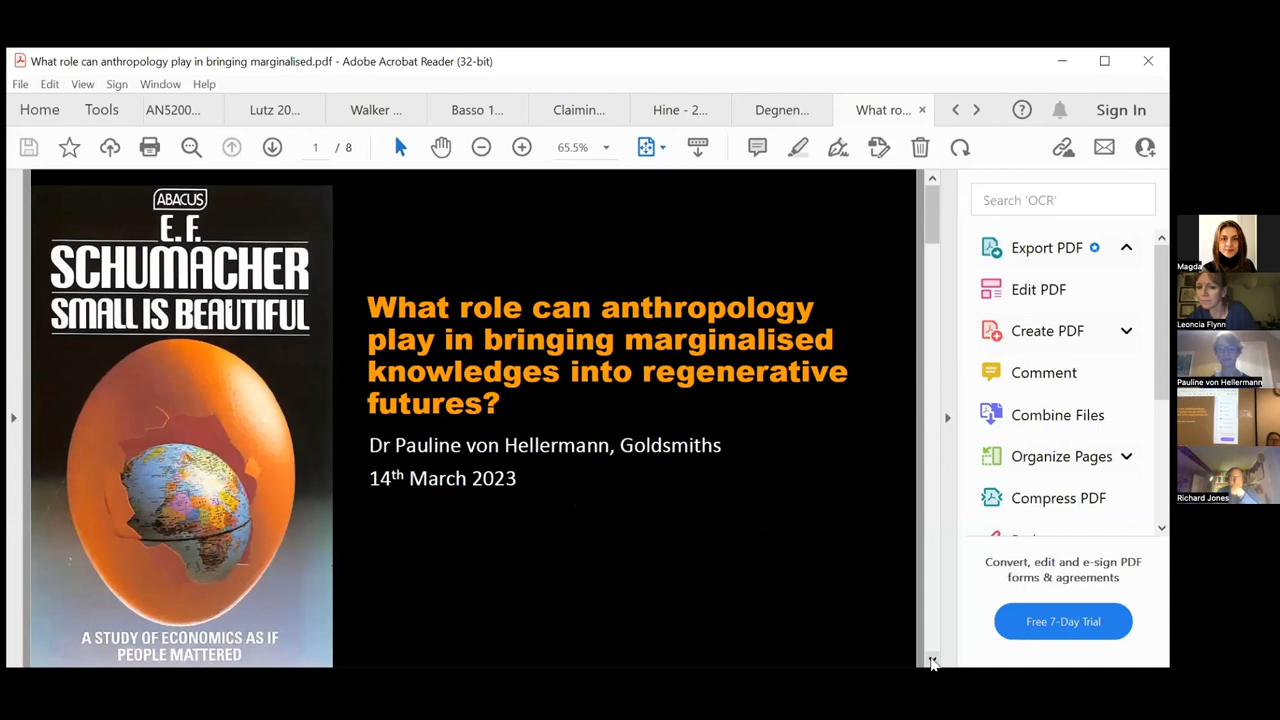 What role can anthropology play in bringing marginalised.pdf - Adobe Acrobat Reader (32-bit)
File Edit View Sign Window Help
Home Tools AN5200... Lutz 20... Walker ... Basso 1... Claimin... Hine - 2... Degnen... What ro... × Sign In
1 / 8 65.5%
ABACUS
E.F.
SCHUMACHER
SMALL IS BEAUTIFUL
A STUDY OF ECONOMICS AS IF
PEOPLE MATTERED
What role can anthropology
play in bringing marginalised
knowledges into regenerative
futures?
Dr Pauline von Hellermann, Goldsmiths
14th March 2023
Search 'OCR'
Export PDF
Edit PDF
Create PDF
Comment
Combine Files
Organize Pages
Compress PDF
Convert, edit and e-sign PDF
forms & agreements
Free 7-Day Trial
Magda
Leoncia Flynn
Pauline von Hellermann
Richard Jones